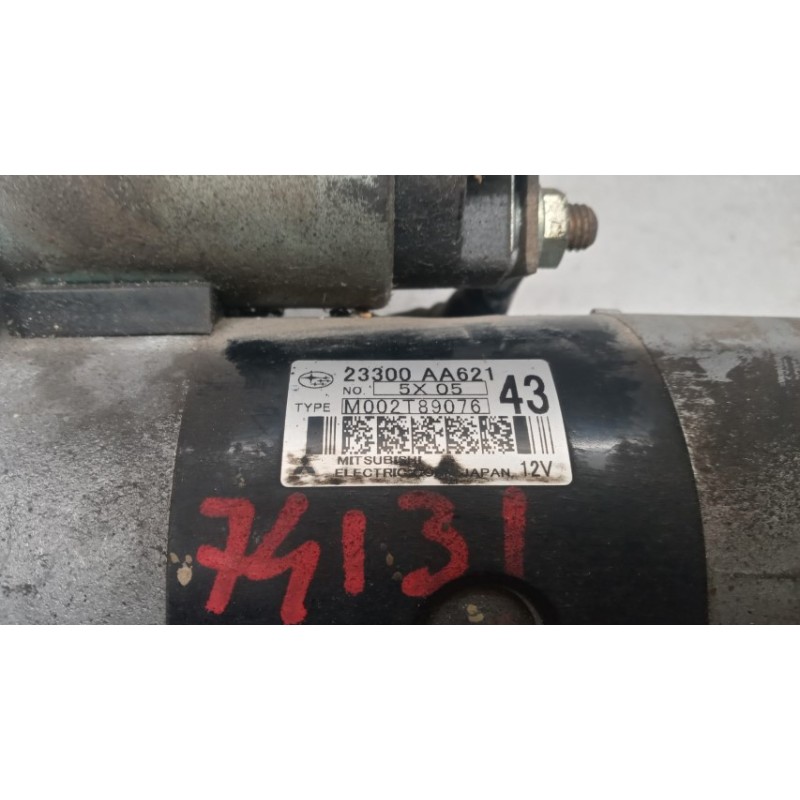 23300 AA621
NO. 5X 05
TYPE M002T89076 43
MITSUBISHI
ELECTRIC JAPAN. 12V
74131